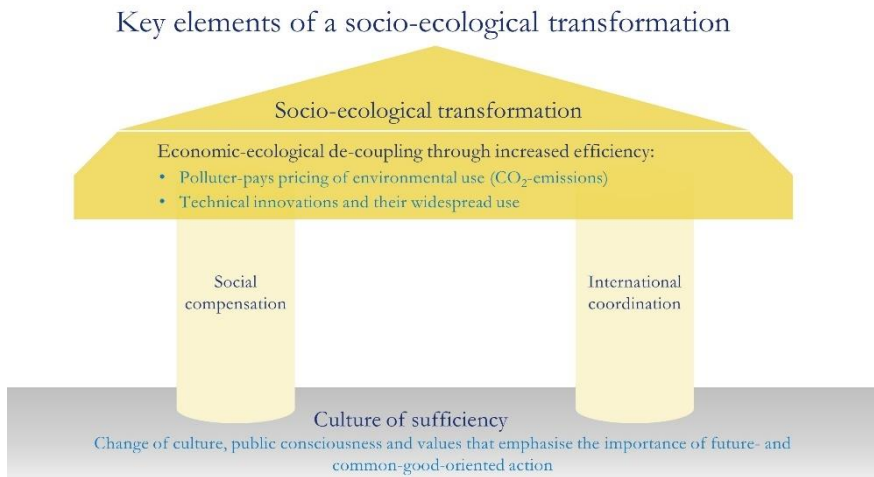 Key elements of a socio-ecological transformation
Socio-ecological transformation
Economic-ecological de-coupling through increased efficiency:
• Polluter-pays pricing of environmental use (CO₂-emissions)
• Technical innovations and their widespread use
Social
compensation
International
coordination
Culture of sufficiency
Change of culture, public consciousness and values that emphasise the importance of future- and
common-good-oriented action